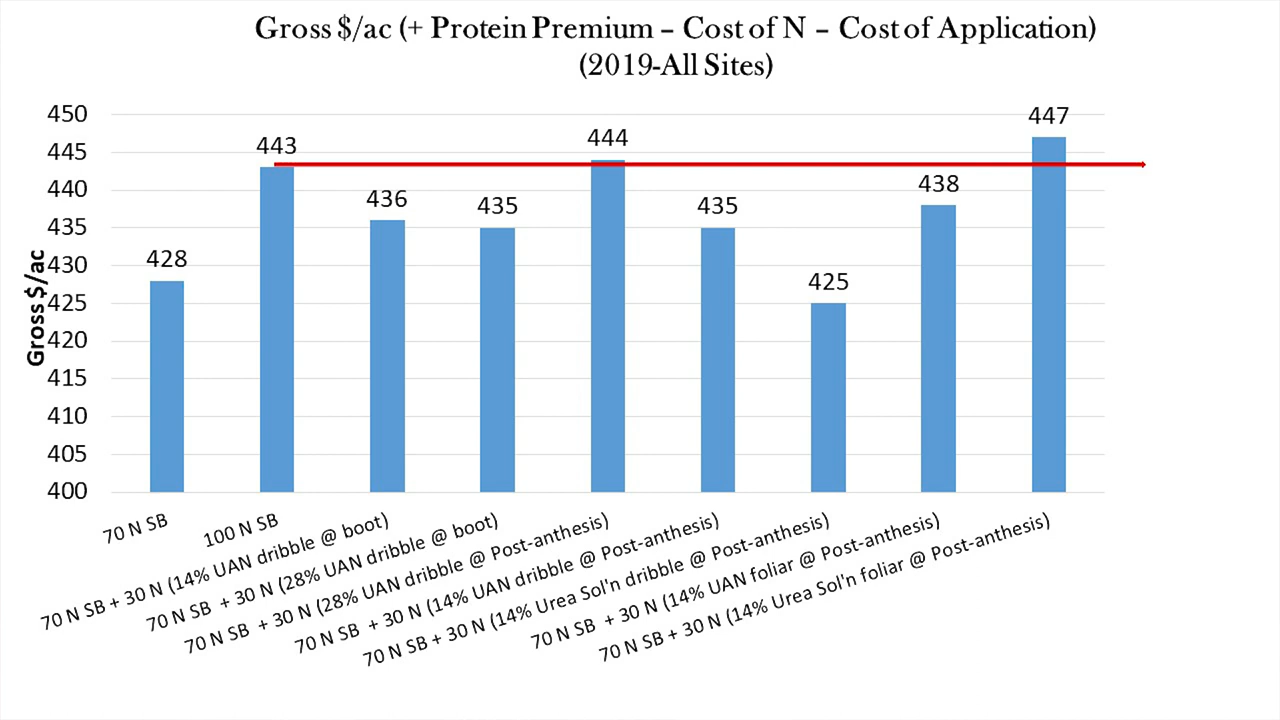 Gross $/ac (+ Protein Premium – Cost of N – Cost of Application)
(2019-All Sites)
Gross $/ac
450
445
440
435
430
425
420
415
410
405
400
428
443
436
435
444
435
425
438
447
70 N SB
100 N SB
70 N SB + 30 N (14% UAN dribble @ boot)
70 N SB + 30 N (28% UAN dribble @ boot)
70 N SB + 30 N (28% UAN dribble @ Post-anthesis)
70 N SB + 30 N (14% UAN dribble @ Post-anthesis)
70 N SB + 30 N (14% Urea Sol'n dribble @ Post-anthesis)
70 N SB + 30 N (14% UAN foliar @ Post-anthesis)
70 N SB + 30 N (14% Urea Sol'n foliar @ Post-anthesis)